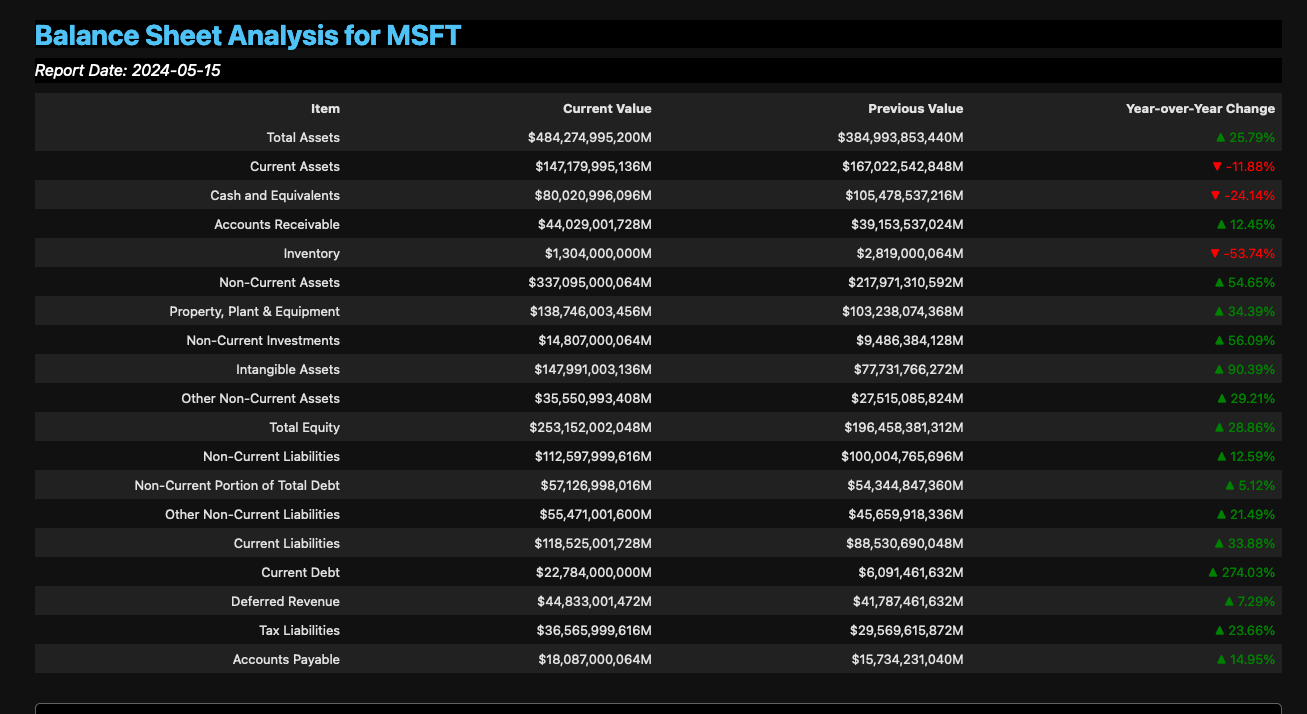 Balance Sheet Analysis for MSFT
Report Date: 2024-05-15
Item Current Value Previous Value Year-over-Year Change
Total Assets $484,274,995,200M $384,993,853,440M ▲ 25.79%
Current Assets $147,179,995,136M $167,022,542,848M ▼ -11.88%
Cash and Equivalents $80,020,996,096M $105,478,537,216M ▼ -24.14%
Accounts Receivable $44,029,001,728M $39,153,537,024M ▲ 12.45%
Inventory $1,304,000,000M $2,819,000,064M ▼ -53.74%
Non-Current Assets $337,095,000,064M $217,971,310,592M ▲ 54.65%
Property, Plant & Equipment $138,746,003,456M $103,238,074,368M ▲ 34.39%
Non-Current Investments $14,807,000,064M $9,486,384,128M ▲ 56.09%
Intangible Assets $147,991,003,136M $77,731,766,272M ▲ 90.39%
Other Non-Current Assets $35,550,993,408M $27,515,085,824M ▲ 29.21%
Total Equity $253,152,002,048M $196,458,381,312M ▲ 28.86%
Non-Current Liabilities $112,597,999,616M $100,004,765,696M ▲ 12.59%
Non-Current Portion of Total Debt $57,126,998,016M $54,344,847,360M ▲ 5.12%
Other Non-Current Liabilities $55,471,001,600M $45,659,918,336M ▲ 21.49%
Current Liabilities $118,525,001,728M $88,530,690,048M ▲ 33.88%
Current Debt $22,784,000,000M $6,091,461,632M ▲ 274.03%
Deferred Revenue $44,833,001,472M $41,787,461,632M ▲ 7.29%
Tax Liabilities $36,565,999,616M $29,569,615,872M ▲ 23.66%
Accounts Payable $18,087,000,064M $15,734,231,040M ▲ 14.95%